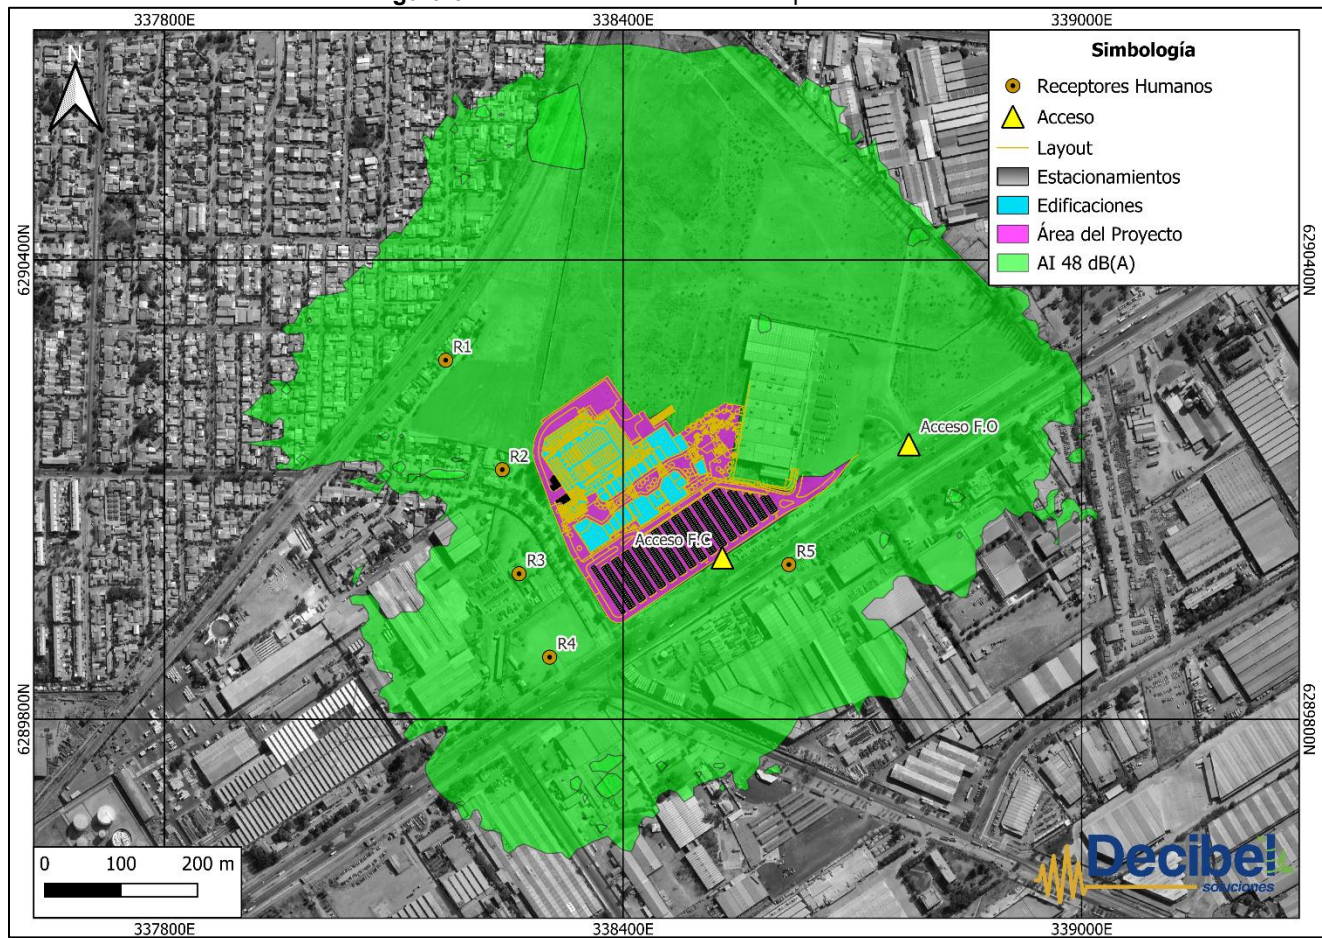 337800E 338400E 339000E
N
Simbología
Receptores Humanos
Acceso
Layout
Estacionamientos
Edificaciones
Área del Proyecto
AI 48 dB(A)
6290400N
6290400N
R1
Acceso F.O
R2
Acceso F.C
R5
R3
R4
6289800N
6289800N
0 100 200 m
Decibel
soluciones
337800E 338400E 339000E